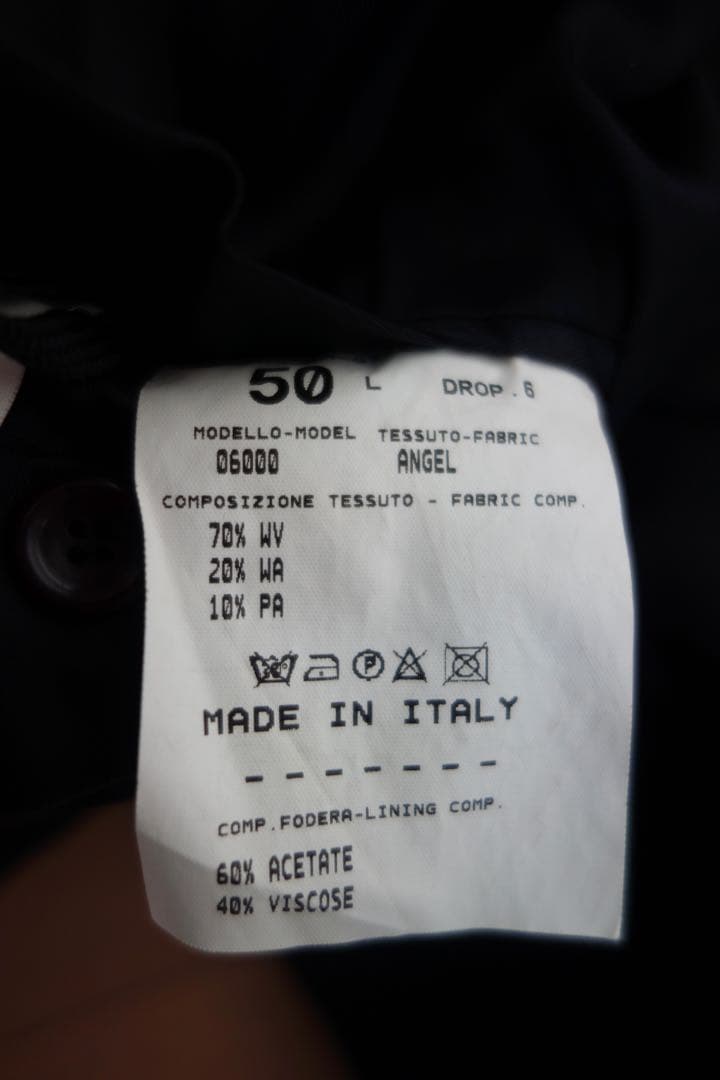 50 L DROP.6
MODELLO-MODEL TESSUTO-FABRIC
06000 ANGEL
COMPOSIZIONE TESSUTO - FABRIC COMP.
70% WV
20% WA
10% PA
P
MADE IN ITALY
- - - - - - -
COMP.FODERA-LINING COMP.
60% ACETATE
40% VISCOSE